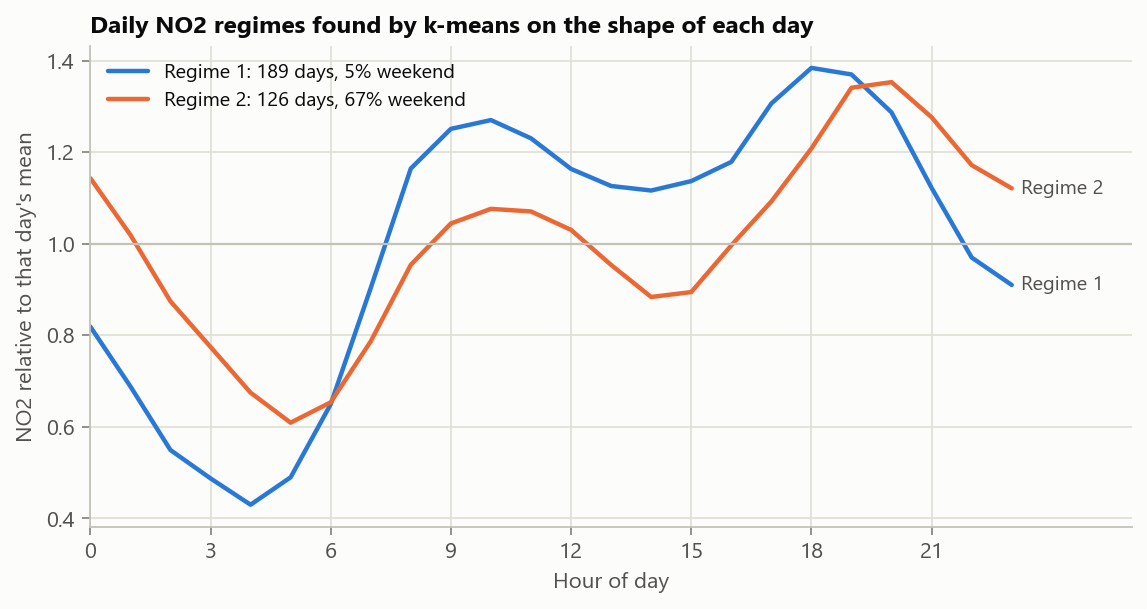 Daily NO2 regimes found by k-means on the shape of each day
Regime 1: 189 days, 5% weekend
Regime 2: 126 days, 67% weekend
NO2 relative to that day's mean
1.4
1.2
1.0
0.8
0.6
0.4
Regime 2
Regime 1
0 3 6 9 12 15 18 21
Hour of day